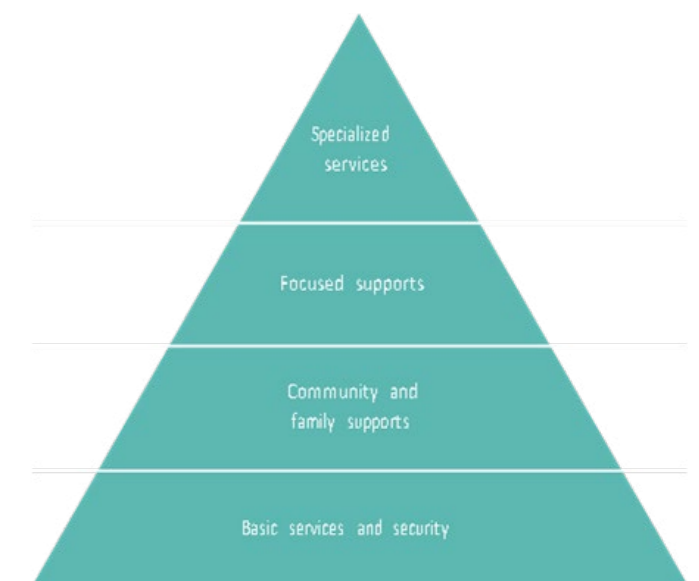 Specialized
services
Focused supports
Community and
family supports
Basic services and security